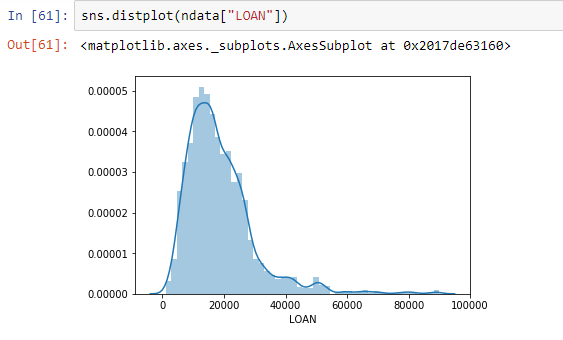 In [61]: sns.distplot(ndata["LOAN"])
Out[61]: <matplotlib.axes._subplots.AxesSubplot at 0x2017de63160>
0.00005
0.00004
0.00003
0.00002
0.00001
0.00000
0 20000 40000 60000 80000 100000
LOAN